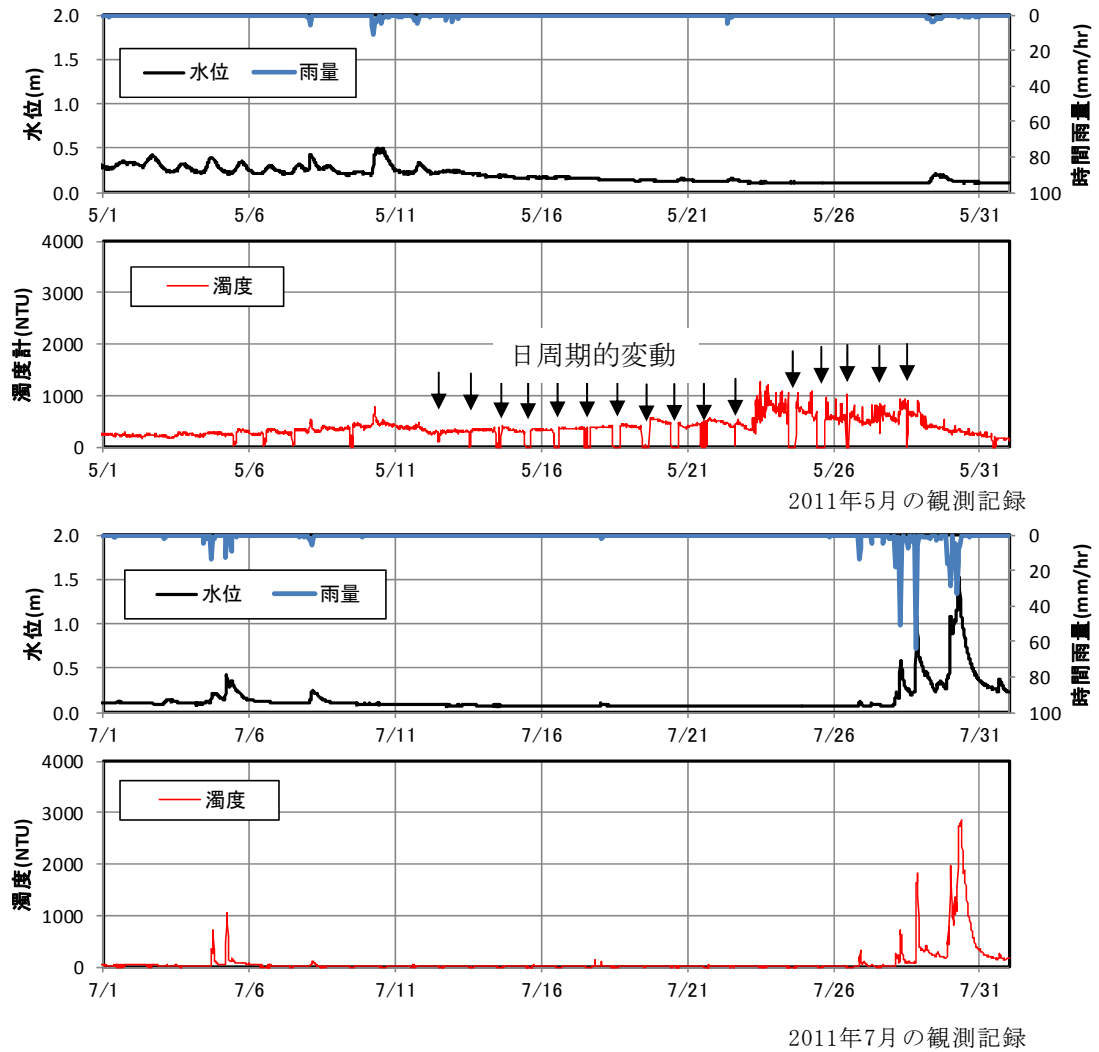 2.0 1.5 1.0 0.5 0.0
水位(m)
水位 雨量
0 20 40 60 80 100
時間雨量(mm/hr)
5/1 5/6 5/11 5/16 5/21 5/26 5/31
4000 3000 2000 1000 0
濁度計(NTU)
濁度
日周期的変動
5/1 5/6 5/11 5/16 5/21 5/26 5/31
2011年5月の観測記録
2.0 1.5 1.0 0.5 0.0
水位(m)
水位 雨量
0 20 40 60 80 100
時間雨量(mm/hr)
7/1 7/6 7/11 7/16 7/21 7/26 7/31
4000 3000 2000 1000 0
濁度(NTU)
濁度
7/1 7/6 7/11 7/16 7/21 7/26 7/31
2011年7月の観測記録